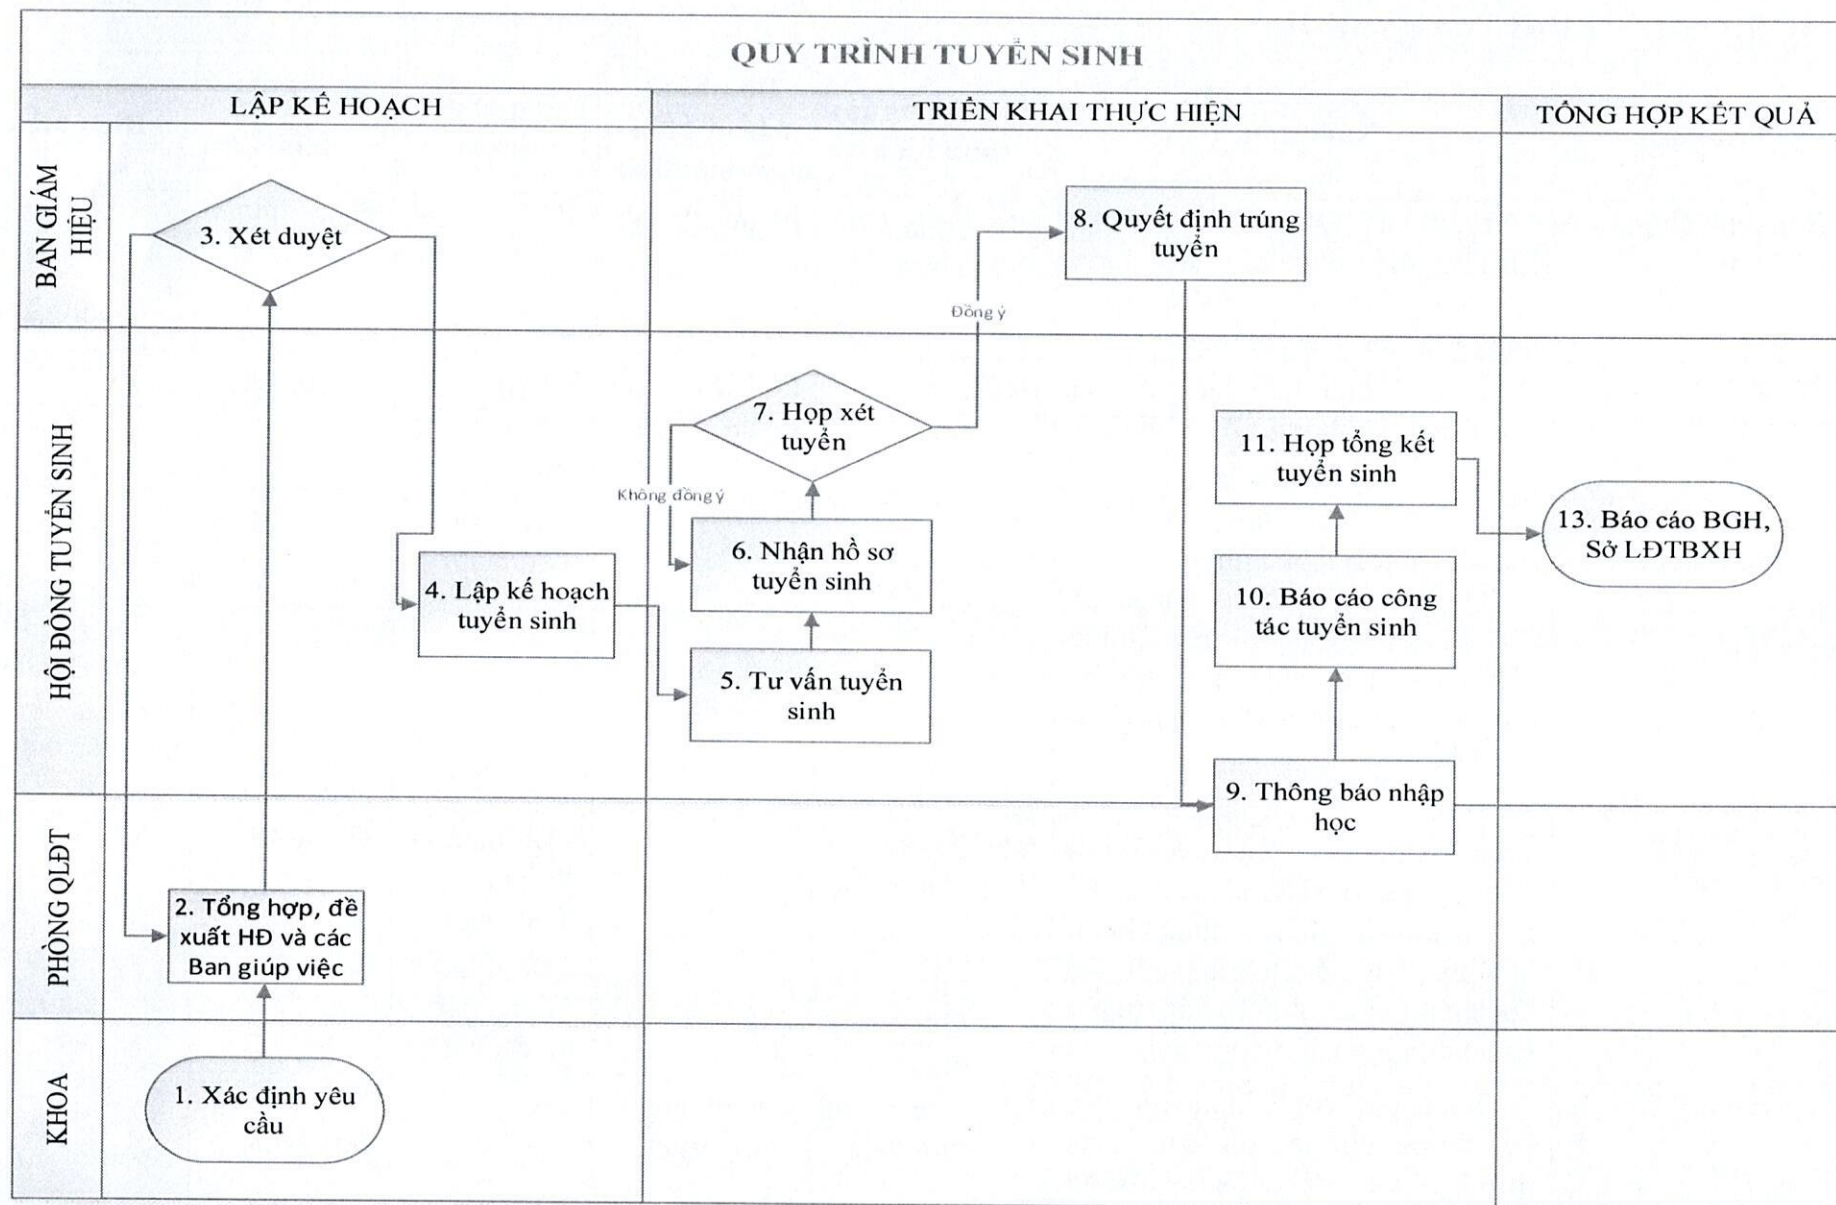 QUY TRÌNH TUYỂN SINH
LẬP KẾ HOẠCH
TRIỂN KHAI THỰC HIỆN
TỔNG HỢP KẾT QUẢ
BAN GIÁM
HIỆU
3. Xét duyệt
8. Quyết định trúng
tuyển
Đồng ý
HỘI ĐỒNG TUYỂN SINH
7. Họp xét
tuyển
Không đồng ý
6. Nhận hồ sơ
tuyển sinh
4. Lập kế hoạch
tuyển sinh
5. Tư vấn tuyển
sinh
11. Họp tổng kết
tuyển sinh
10. Báo cáo công
tác tuyển sinh
9. Thông báo nhập
học
13. Báo cáo BGH,
Sở LĐTBXH
PHÒNG QLĐT
2. Tổng hợp, đề
xuất HĐ và các
Ban giúp việc
KHOA
1. Xác định yêu
cầu